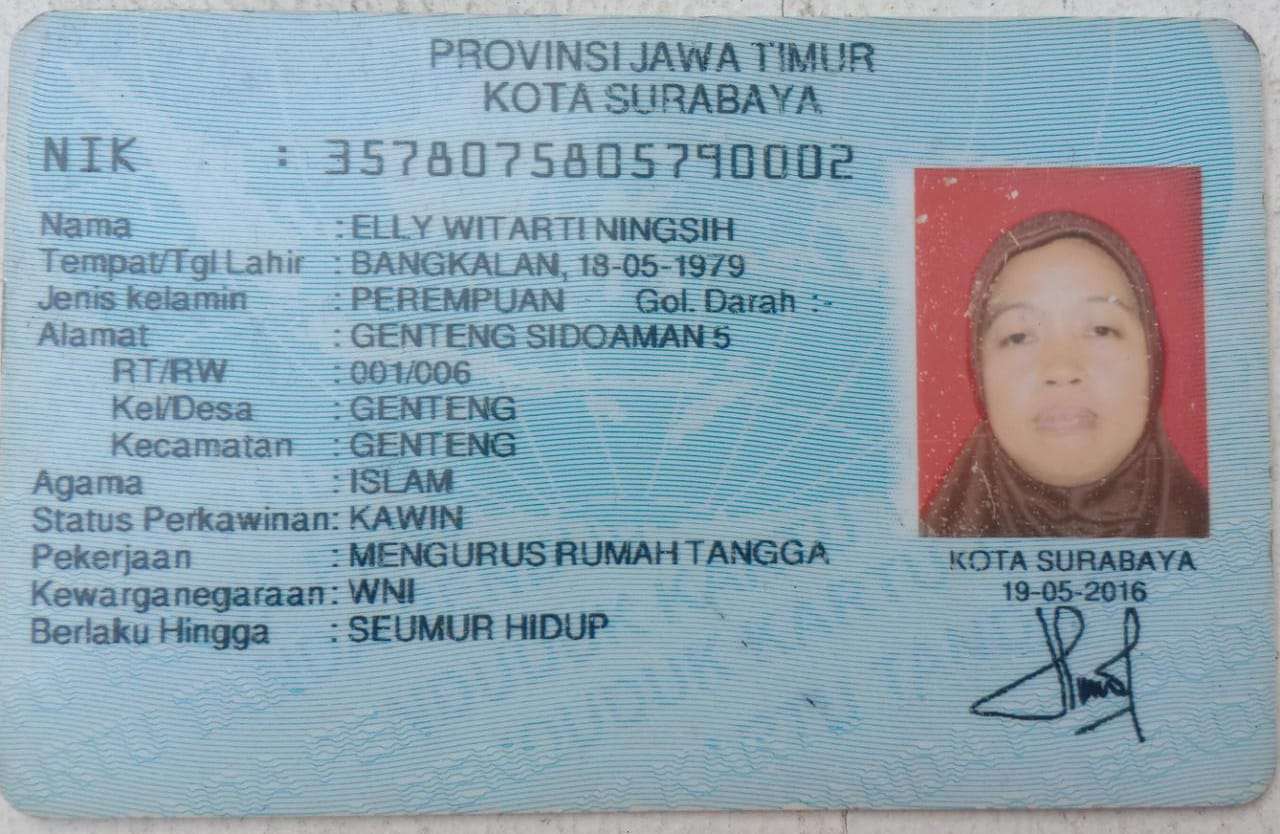 PROVINSI JAWA TIMUR
KOTA SURABAYA
NIK : 3578075805790002
Nama : ELLY WITARTI NINGSIH
Tempat/Tgl Lahir : BANGKALAN, 18-05-1979
Jenis kelamin : PEREMPUAN Gol. Darah :-
Alamat : GENTENG SIDOAMAN 5
RT/RW : 001/006
Kel/Desa : GENTENG
Kecamatan : GENTENG
Agama : ISLAM
Status Perkawinan: KAWIN
Pekerjaan : MENGURUS RUMAH TANGGA
Kewarganegaraan: WNI
Berlaku Hingga : SEUMUR HIDUP
KOTA SURABAYA
19-05-2016